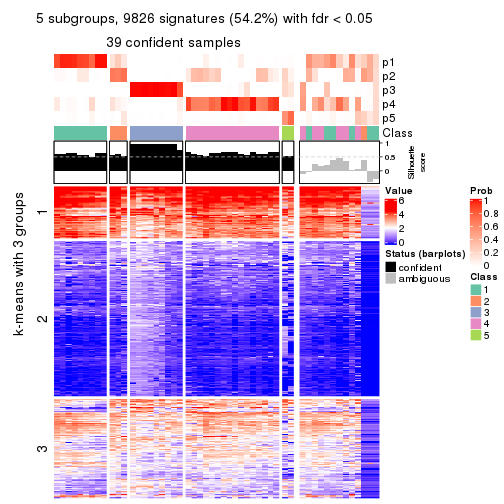 5 subgroups, 9826 signatures (54.2%) with fdr < 0.05
39 confident samples
p1
p2
p3
p4
p5
Class
1
0.5
0
Silhouette
score
k-means with 3 groups
1
2
3
Value
6
4
2
0
Status (barplots)
confident
ambiguous
Prob
1
0.8
0.6
0.4
0.2
0
Class
1
2
3
4
5